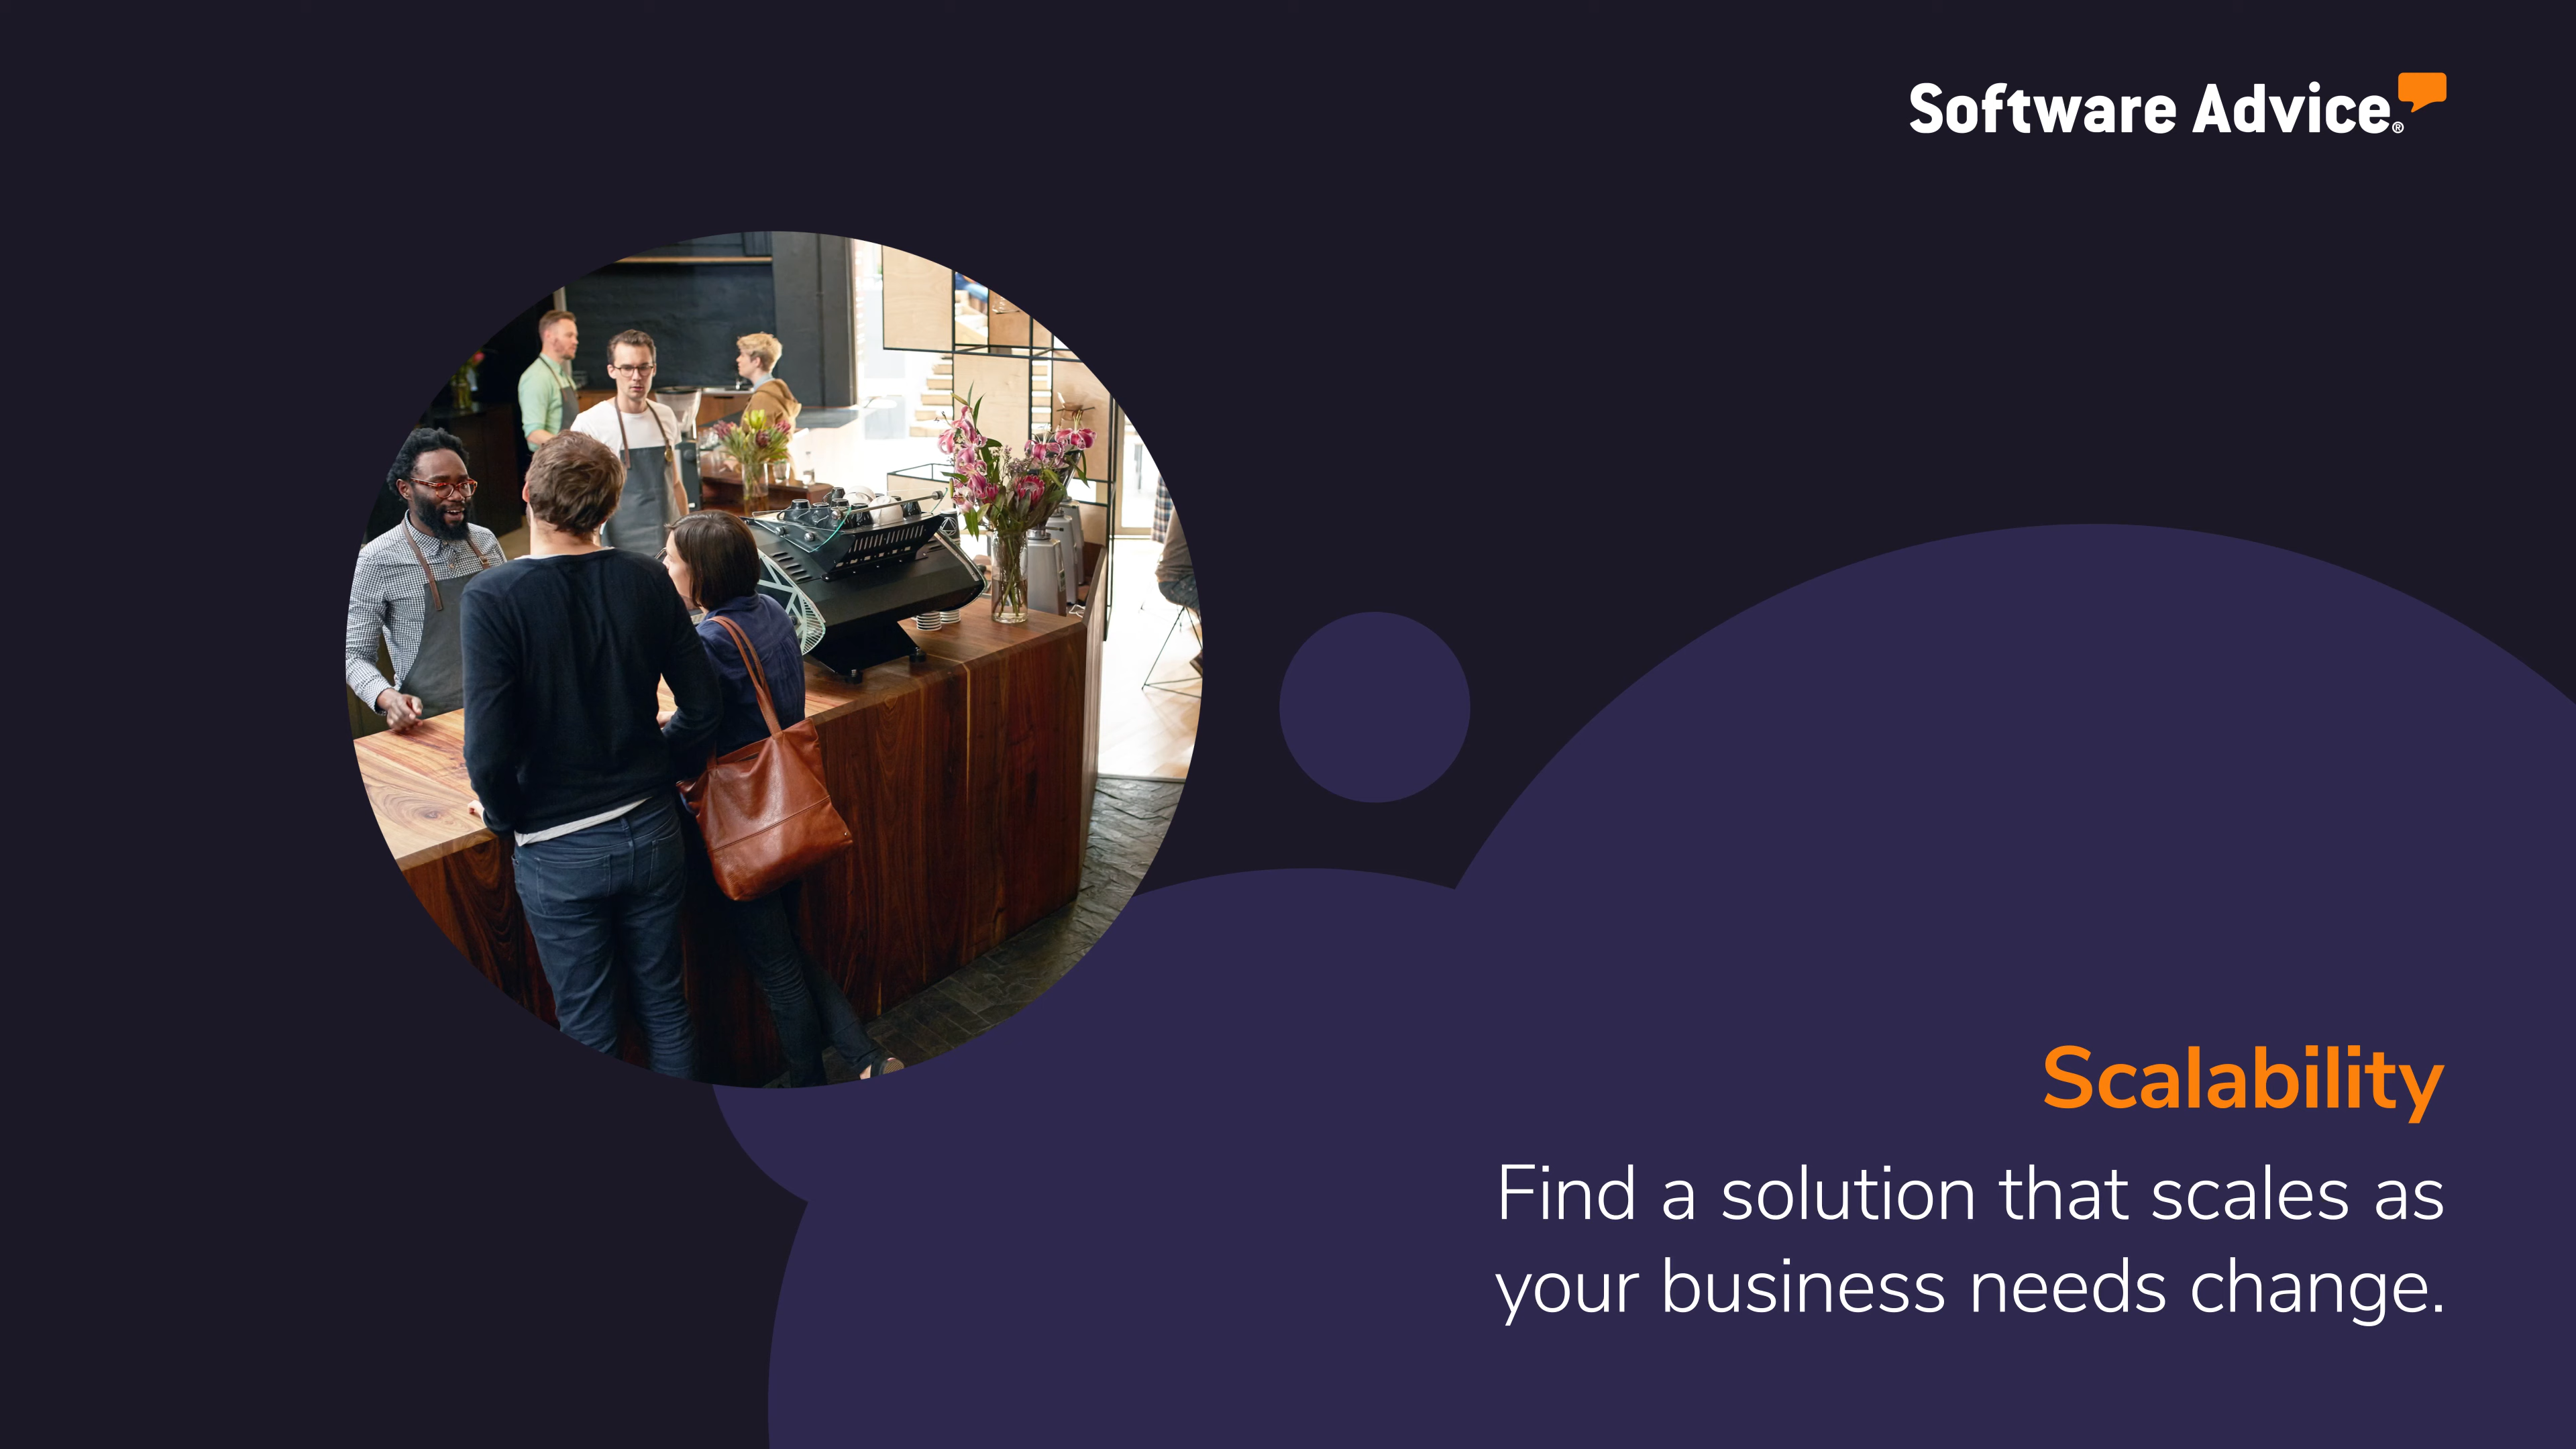 Software Advice®
Scalability
Find a solution that scales as
your business needs change.